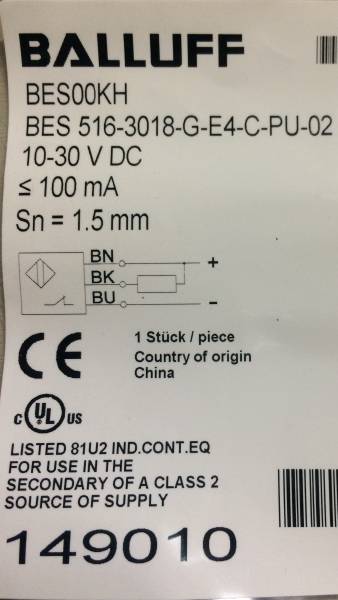 BALLUFF
BES00KH
BES 516-3018-G-E4-C-PU-02
10-30 V DC
≤ 100 mA
Sn = 1.5 mm
BN +
BK
BU -
1 Stück / piece
Country of origin
China
CE
c UL us
LISTED 81U2 IND.CONT.EQ
FOR USE IN THE
SECONDARY OF A CLASS 2
SOURCE OF SUPPLY
149010